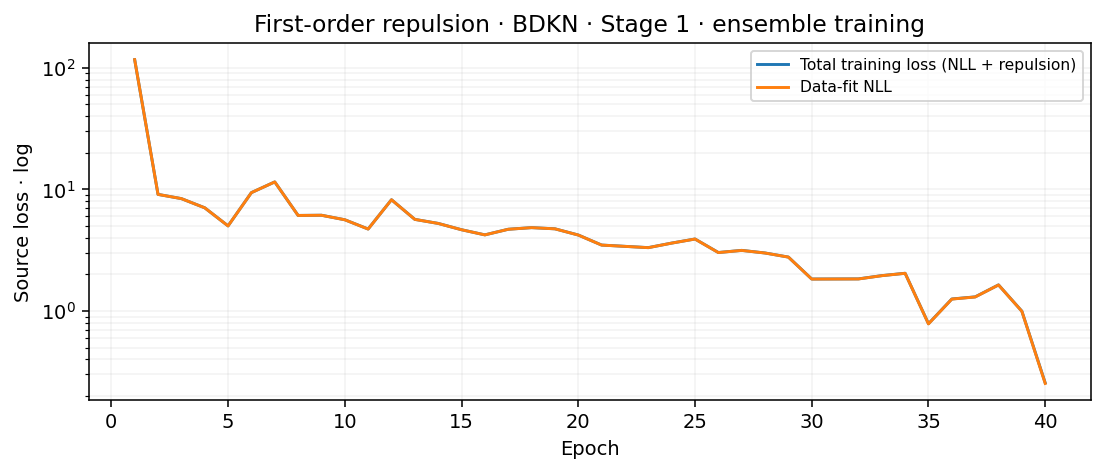 First-order repulsion · BDKN · Stage 1 · ensemble training
Total training loss (NLL + repulsion)
Data-fit NLL
Source loss · log
10²
10¹
10⁰
0 5 10 15 20 25 30 35 40
Epoch